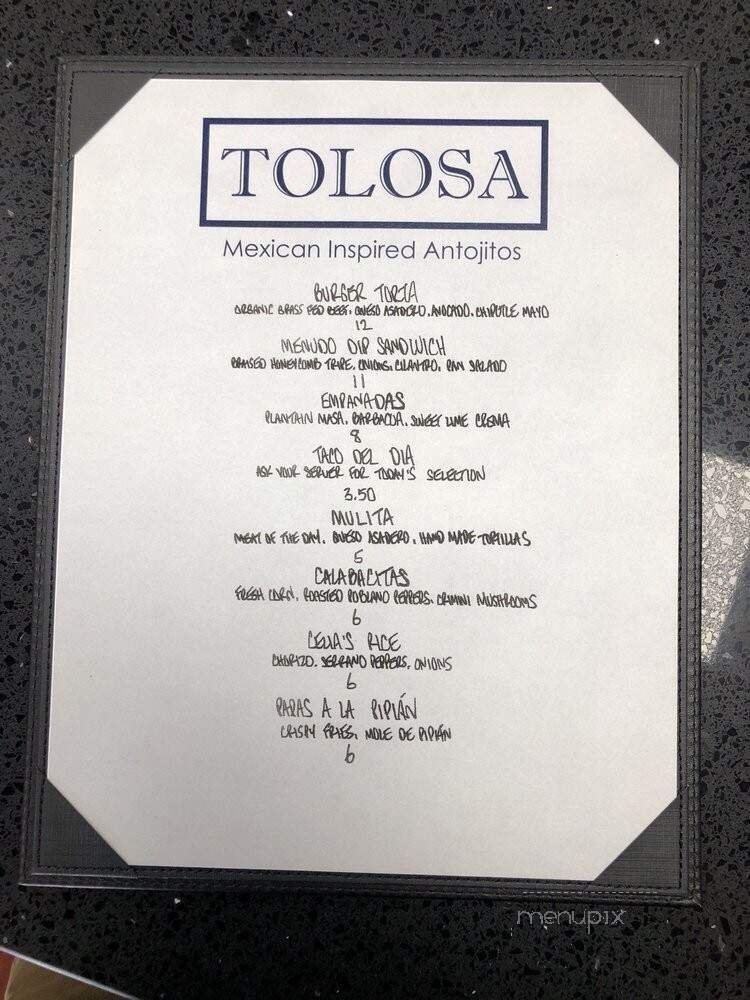 TOLOSA
Mexican Inspired Antojitos
BURGER TORTA
ORGANIC GRASS FED BEEF, QUESO ASADERO, AVOCADO, CHIPOTLE MAYO
12
MENUDO DIP SANDWICH
BRAISED HONEYCOMB TRIPE, ONIONS, CILANTRO, PAN SALADO
11
EMPANADAS
PLANTAIN MASA, BARBACOA, SWEET LIME CREMA
8
TACO DEL DIA
ASK YOUR SERVER FOR TODAY'S SELECTION
3.50
MULITA
MEAT OF THE DAY, QUESO ASADERO, HAND MADE TORTILLAS
5
CALABACITAS
FRESH CORN, ROASTED POBLANO PEPPERS, CRIMINI MUSHROOMS
6
CELIA'S RICE
CHORIZO, SERRANO PEPPERS, ONIONS
6
PAPAS A LA PIPIÁN
CRISPY FRIES, MOLE DE PIPIÁN
6
menupix